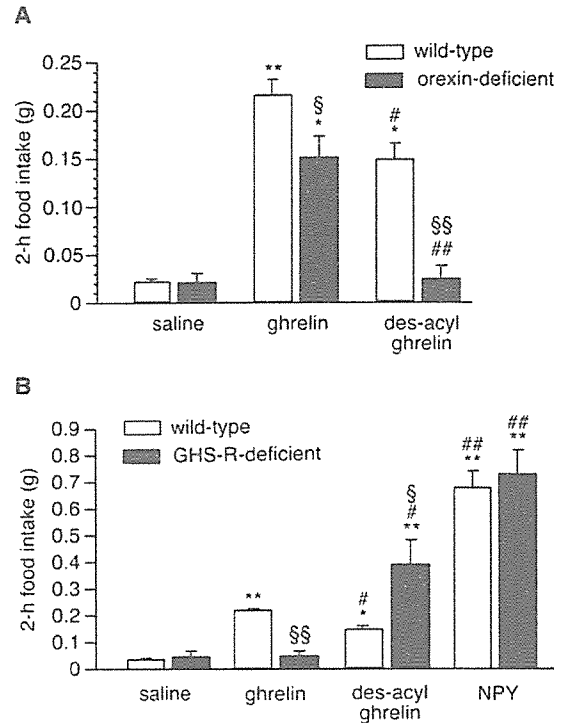 A
wild-type
orexin-deficient
2-h food intake (g)
0.25
0.20
0.15
0.10
0.05
0
**
§
*
#
*
§§
##
saline
ghrelin
des-acyl
ghrelin
B
wild-type
GHS-R-deficient
2-h food intake (g)
0.9
0.8
0.7
0.6
0.5
0.4
0.3
0.2
0.1
0
**
§§
#
*
§
#
**
##
**
##
**
saline
ghrelin
des-acyl
ghrelin
NPY